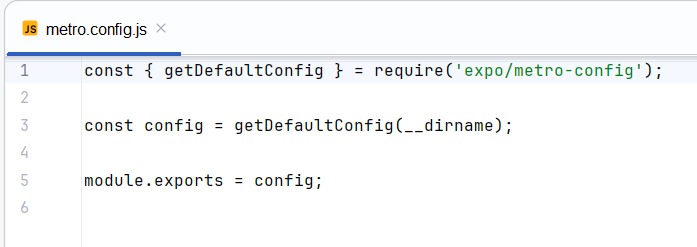 JS metro.config.js ×
1 const { getDefaultConfig } = require('expo/metro-config');
2
3 const config = getDefaultConfig(__dirname);
4
5 module.exports = config;
6